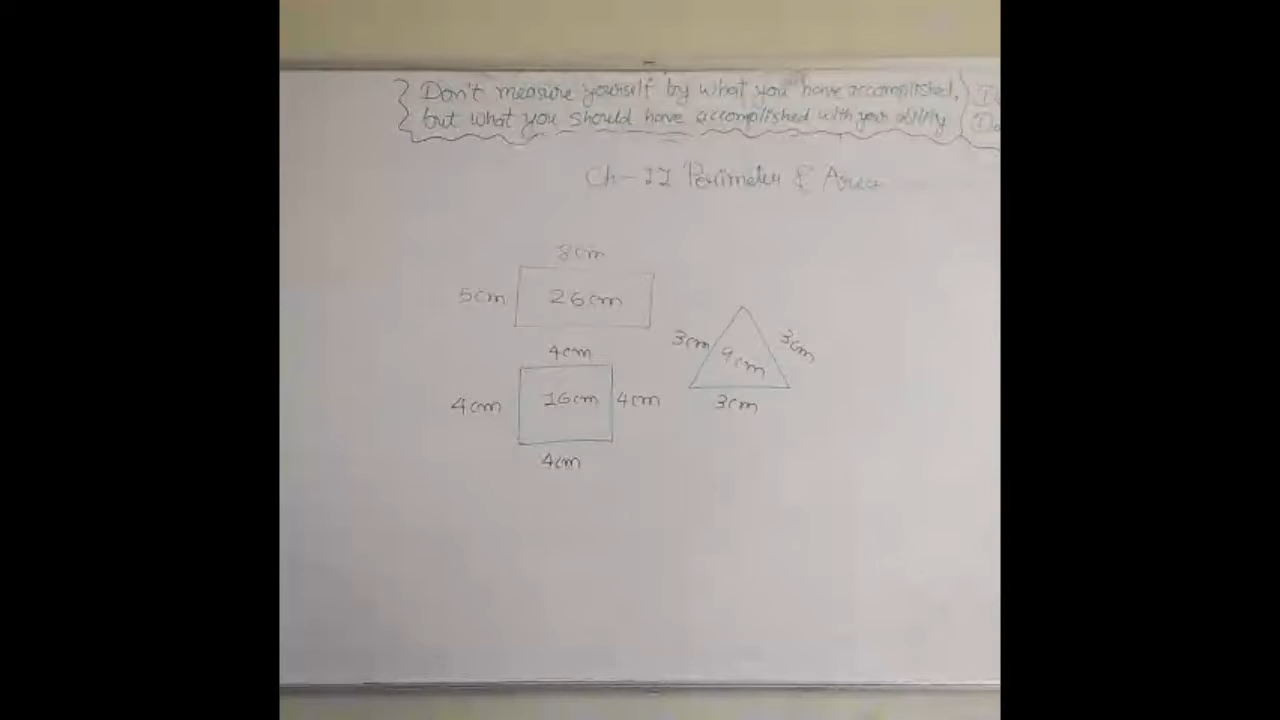 Don't measure yourself by what you have accomplished,
but what you should have accomplished with your ability
Ch-11 Perimeter & Area
8cm
5cm 26cm
4cm
4cm 16cm 4cm
4cm
3cm 9cm 3cm
3cm